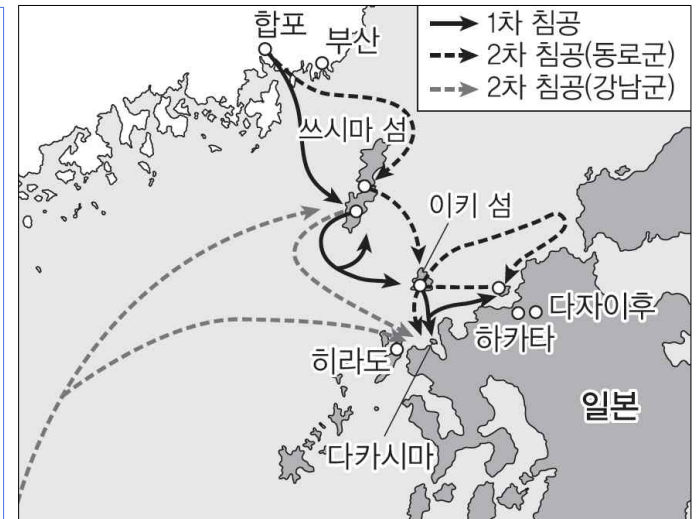 합포
부산
1차 침공
2차 침공(동로군)
2차 침공(강남군)
쓰시마 섬
이키 섬
다자이후
하카타
히라도
일본
다카시마